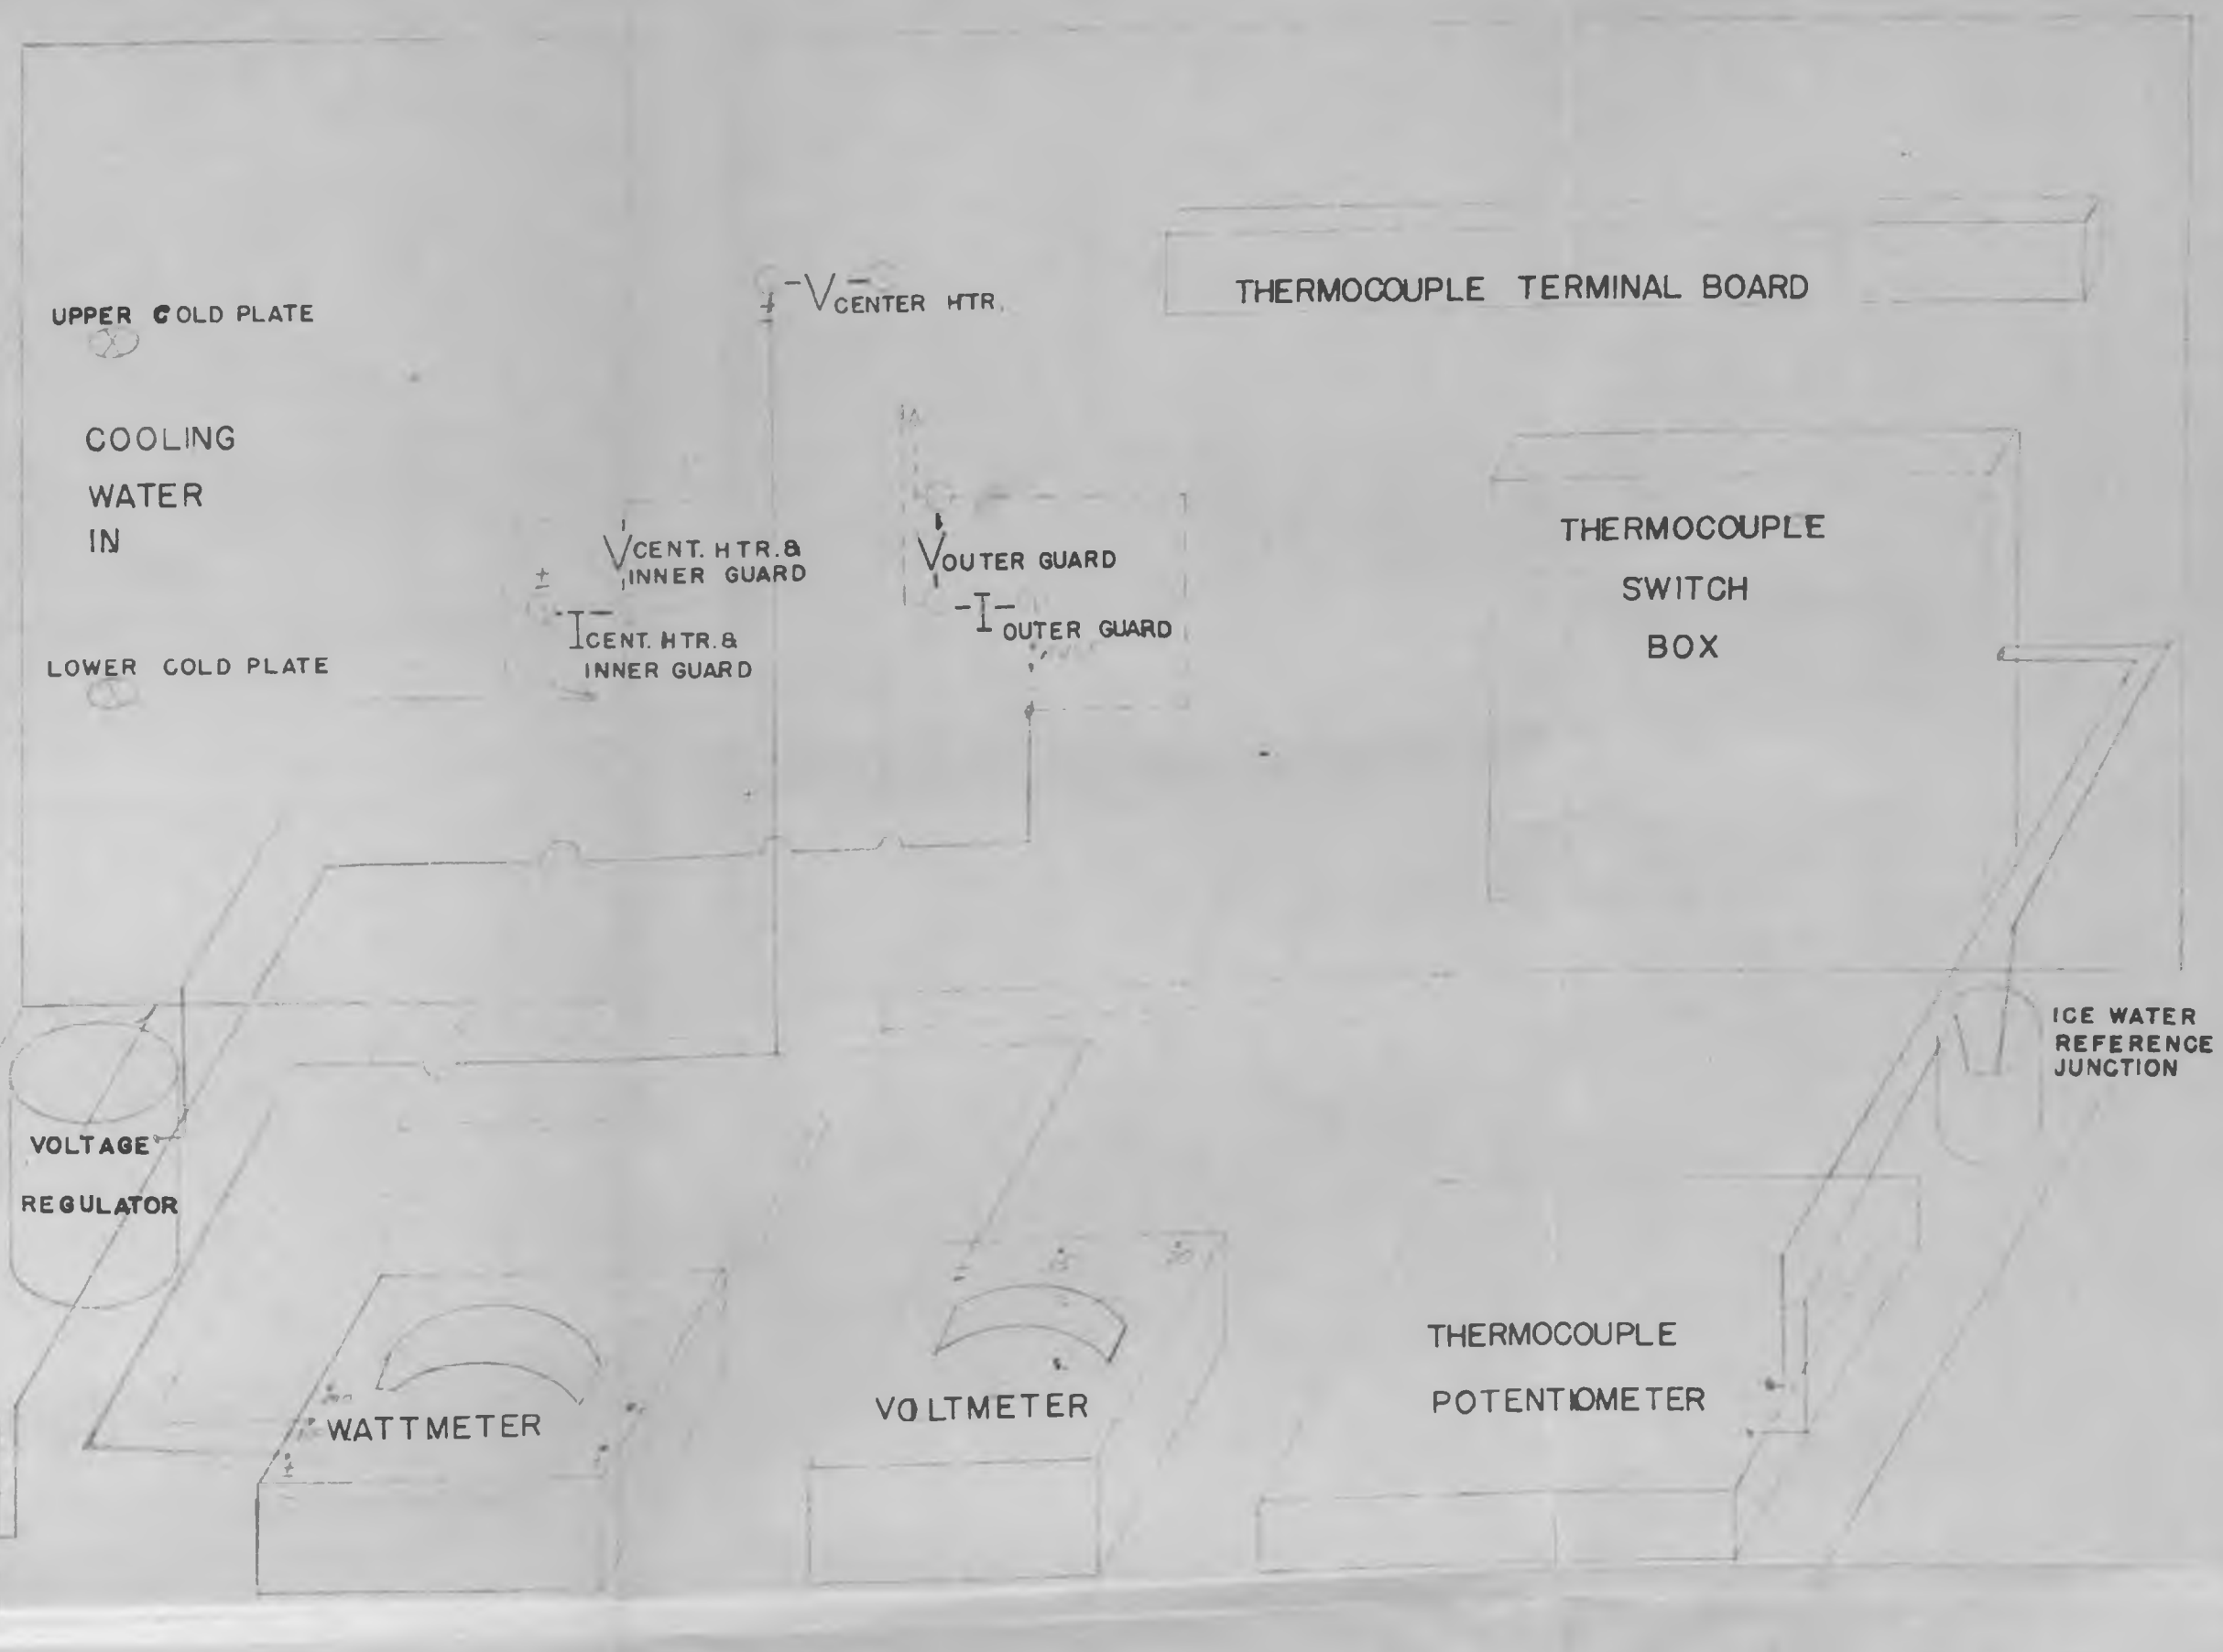 UPPER COLD PLATE
COOLING
WATER
IN
LOWER COLD PLATE
± -V- CENTER HTR.
THERMOCOUPLE TERMINAL BOARD
V CENT. HTR. &
INNER GUARD
±
-I- CENT. HTR. &
INNER GUARD
V OUTER GUARD
-I- OUTER GUARD
THERMOCOUPLE
SWITCH
BOX
ICE WATER
REFERENCE
JUNCTION
VOLTAGE
REGULATOR
WATTMETER
±
±
VOLTMETER
THERMOCOUPLE
POTENTIOMETER